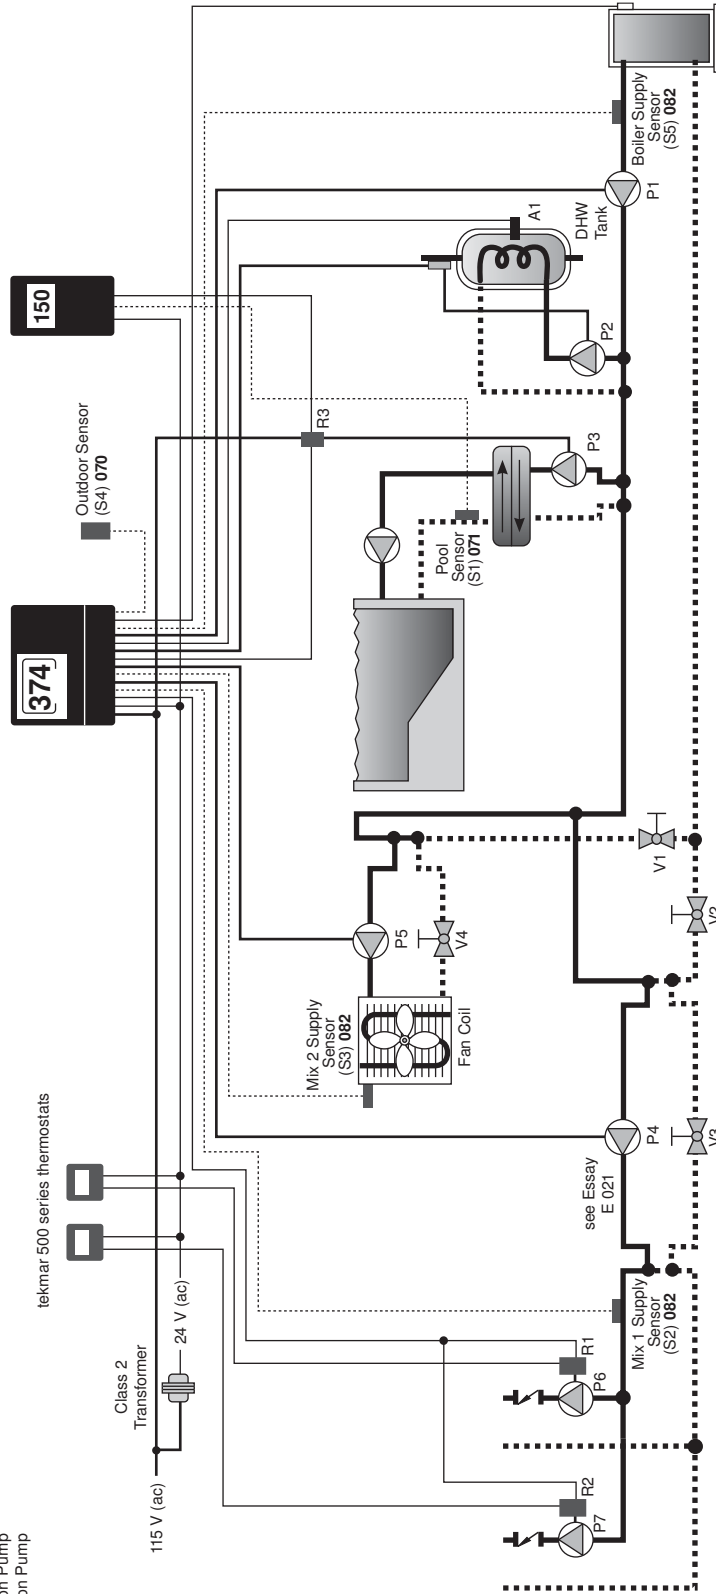 on Pump
on Pump
115 V (ac)
Class 2
Transformer
24 V (ac)
tekmar 500 series thermostats
374
Outdoor Sensor
(S4) 070
150
R2
P7
R1
P6
Mix 1 Supply
Sensor
(S2) 082
see Essay
E 021
P4
V3
Mix 2 Supply
Sensor
(S3) 082
Fan Coil
P5
V4
V1
Pool
Sensor
(S1) 071
R3
P3
P2
A1
DHW
Tank
P1
Boiler Supply
Sensor
(S5) 082